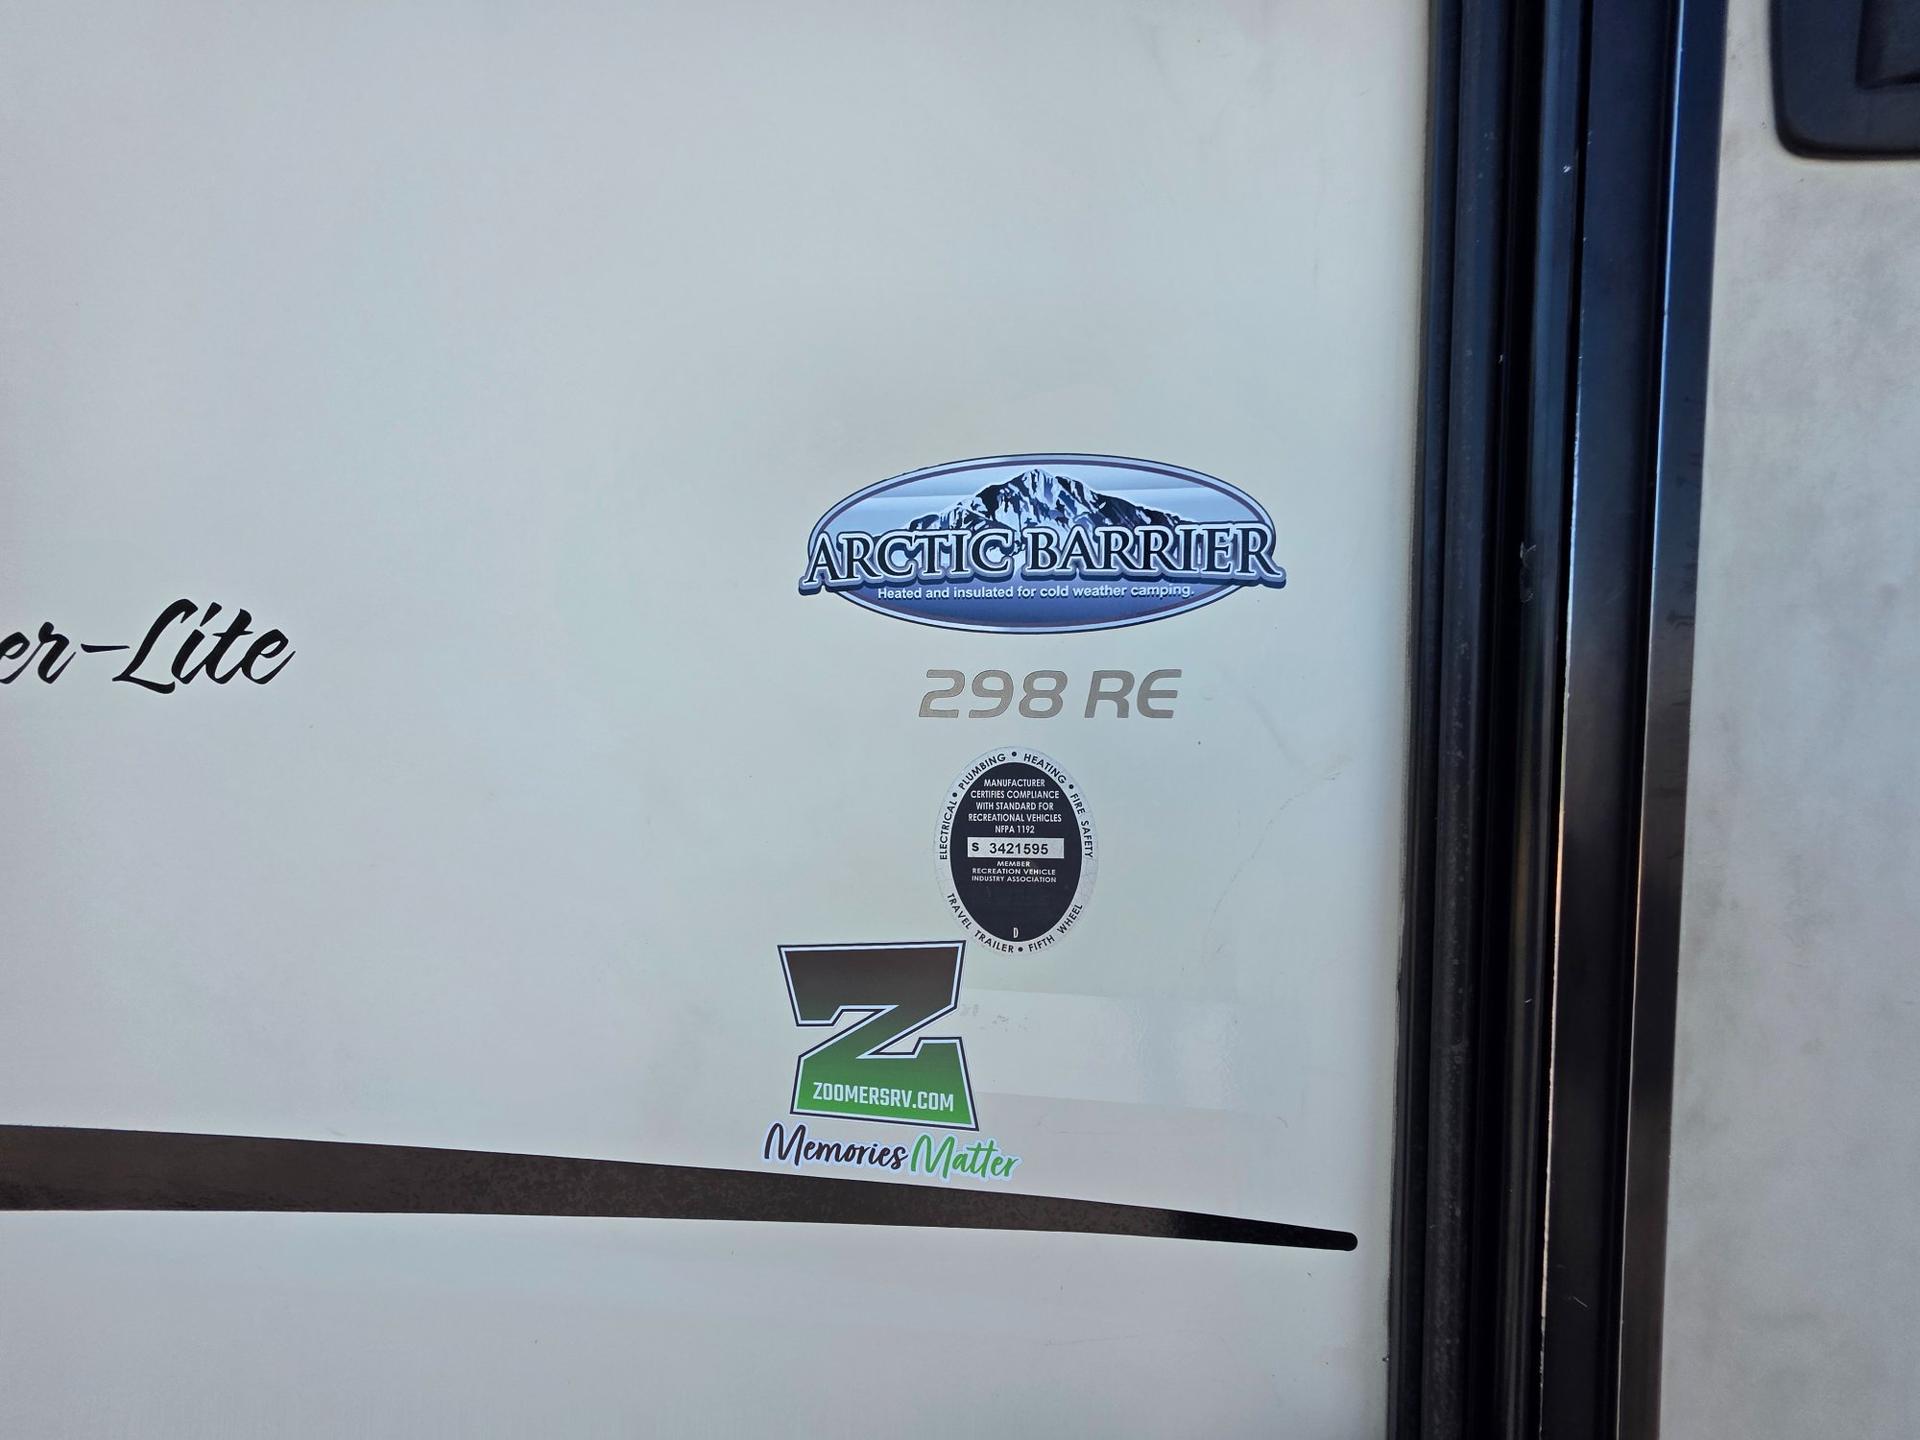 er-Lite
ARCTIC BARRIER
Heated and insulated for cold weather camping.
298 RE
ELECTRICAL • PLUMBING • HEATING • FIRE SAFETY
MANUFACTURER
CERTIFIES COMPLIANCE
WITH STANDARD FOR
RECREATIONAL VEHICLES
NFPA 1192
S 3421595
MEMBER
RECREATION VEHICLE
INDUSTRY ASSOCIATION
D
TRAVEL TRAILER • FIFTH WHEEL
Z
ZOOMERSRV.COM
Memories Matter